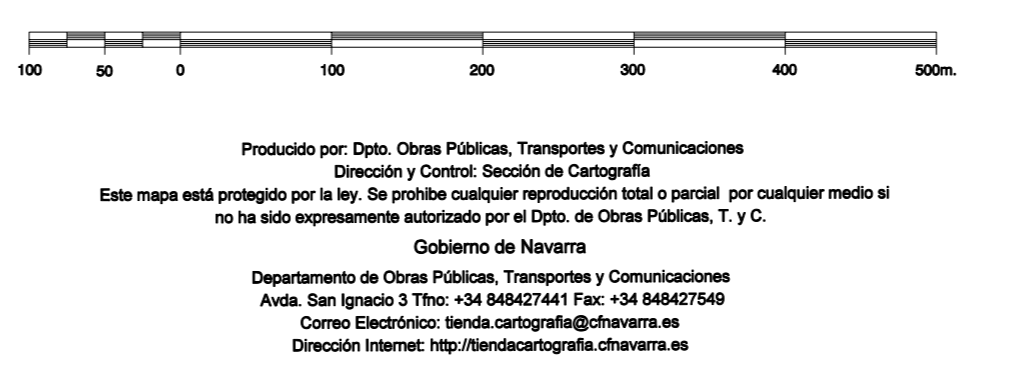 100 50 0 100 200 300 400 500m.
Producido por: Dpto. Obras Públicas, Transportes y Comunicaciones
Dirección y Control: Sección de Cartografía
Este mapa está protegido por la ley. Se prohibe cualquier reproducción total o parcial por cualquier medio si
no ha sido expresamente autorizado por el Dpto. de Obras Públicas, T. y C.
Gobierno de Navarra
Departamento de Obras Públicas, Transportes y Comunicaciones
Avda. San Ignacio 3 Tfno: +34 848427441 Fax: +34 848427549
Correo Electrónico: tienda.cartografia@cfnavarra.es
Dirección Internet: http://tiendacartografia.cfnavarra.es